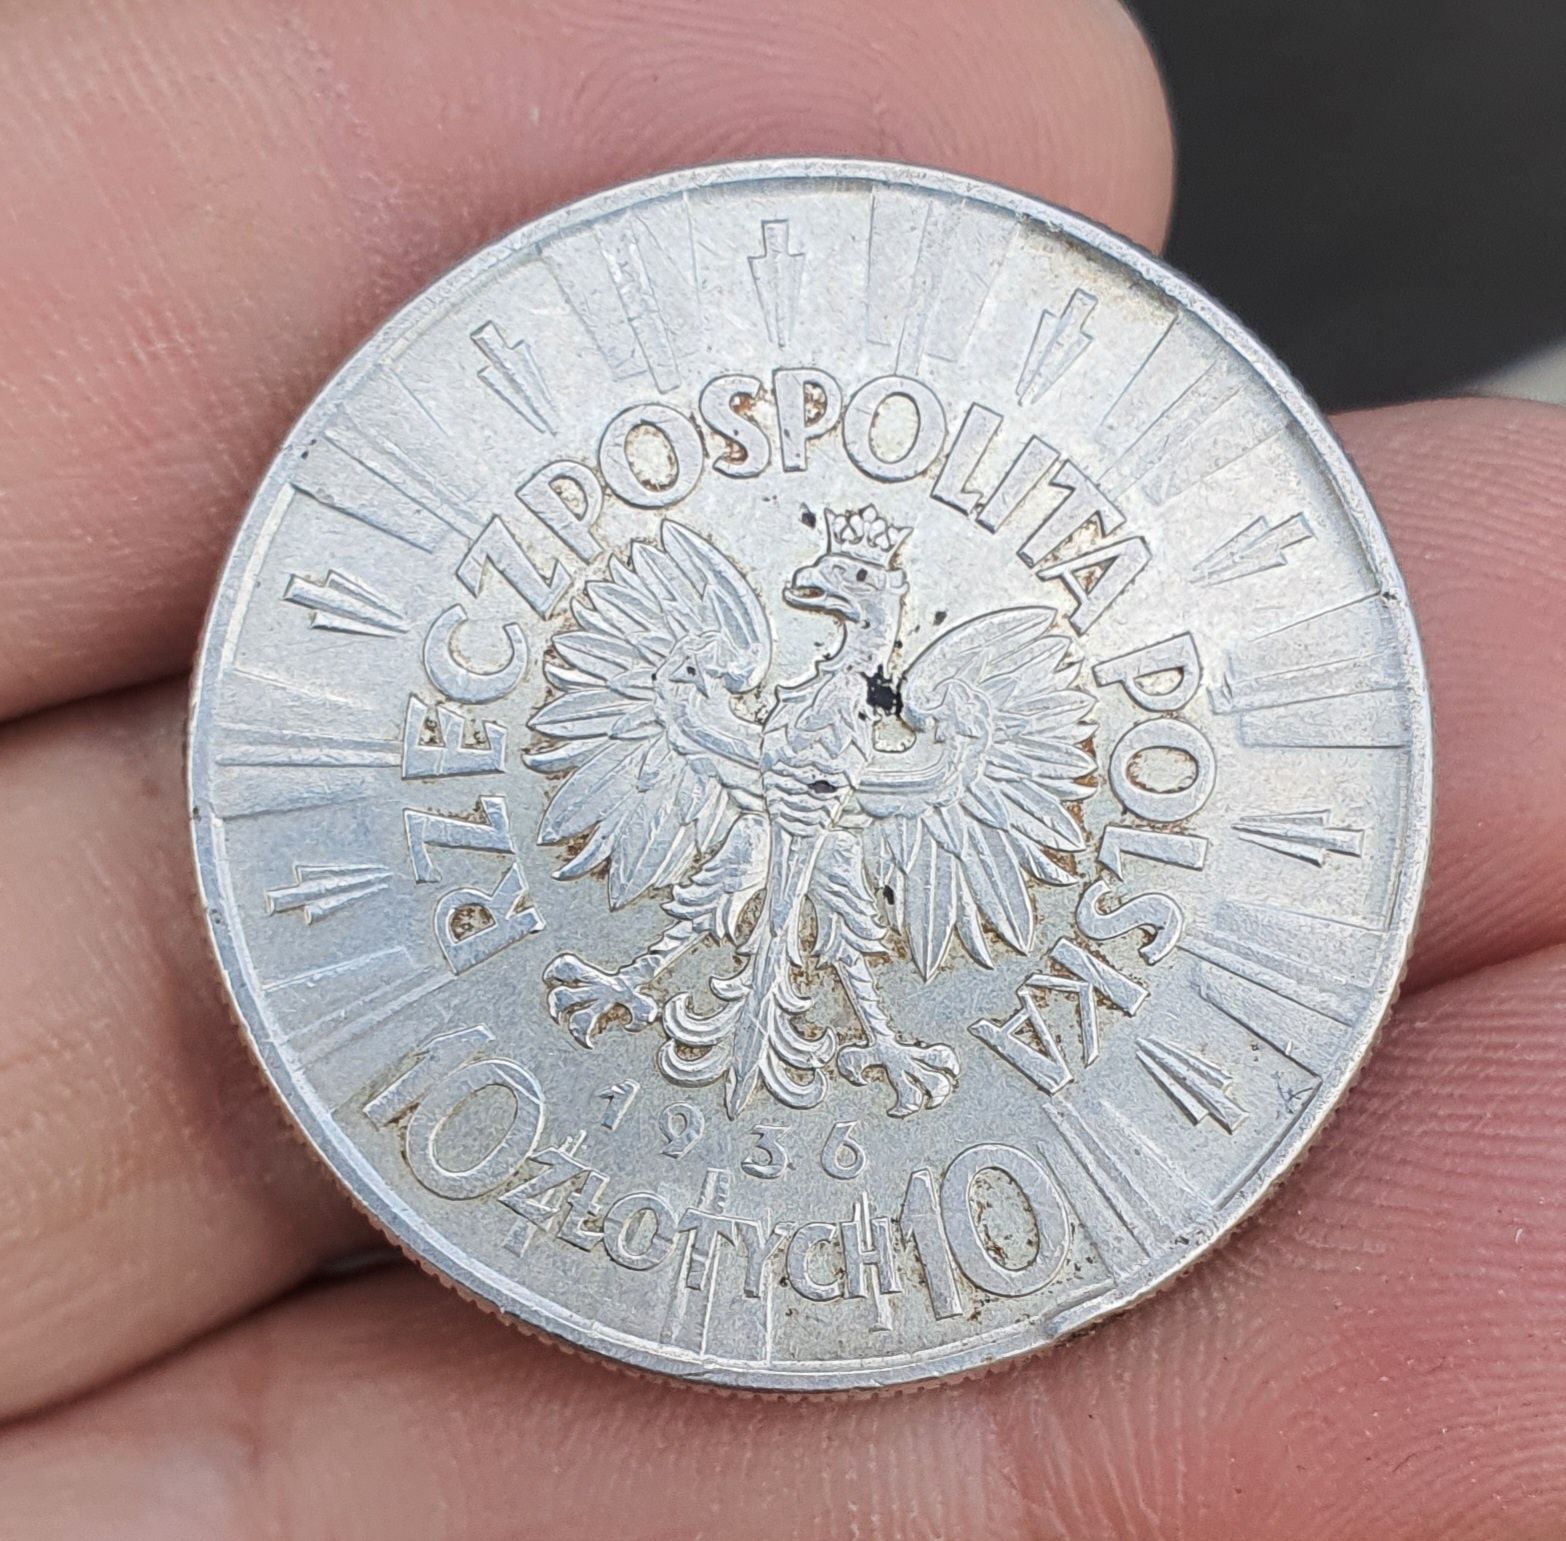 RZECZPOSPOLITA POLSKA
1936
10 ZŁOTYCH 10